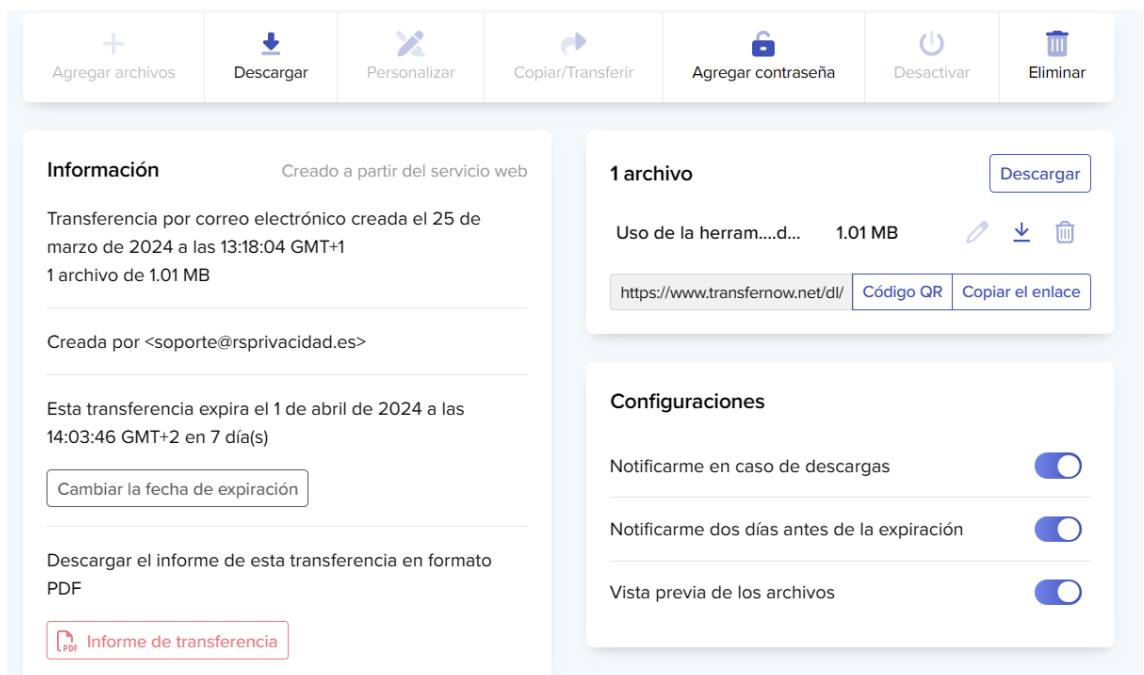 Agregar archivos
Descargar
Personalizar
Copiar/Transferir
Agregar contraseña
Desactivar
Eliminar
Información
Creado a partir del servicio web
Transferencia por correo electrónico creada el 25 de
marzo de 2024 a las 13:18:04 GMT+1
1 archivo de 1.01 MB
Creada por <soporte@rsprivacidad.es>
Esta transferencia expira el 1 de abril de 2024 a las
14:03:46 GMT+2 en 7 día(s)
Cambiar la fecha de expiración
Descargar el informe de esta transferencia en formato
PDF
PDF Informe de transferencia
1 archivo
Descargar
Uso de la herram....d... 1.01 MB
https://www.transfernow.net/dl/ Código QR Copiar el enlace
Configuraciones
Notificarme en caso de descargas
Notificarme dos días antes de la expiración
Vista previa de los archivos